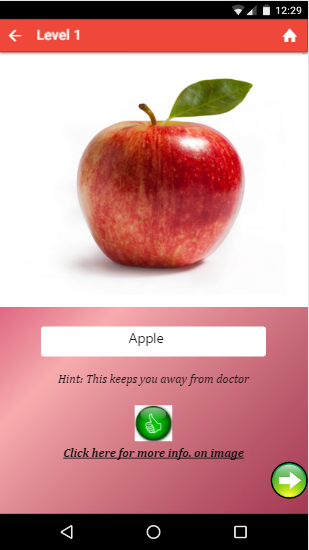 12:29
Level 1
Apple
Hint: This keeps you away from doctor
Click here for more info. on image